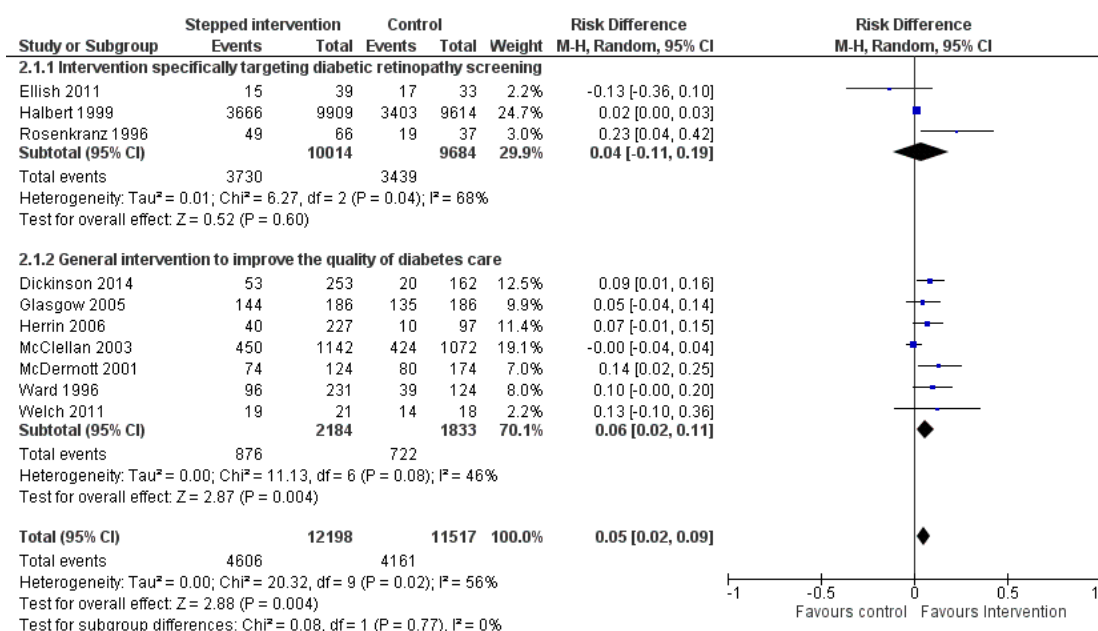 Stepped intervention Control Risk Difference Risk Difference
Study or Subgroup Events Total Events Total Weight M-H, Random, 95% CI M-H, Random, 95% CI
2.1.1 Intervention specifically targeting diabetic retinopathy screening
Ellish 2011 15 39 17 33 2.2% -0.13 [-0.36, 0.10]
Halbert 1999 3666 9909 3403 9614 24.7% 0.02 [0.00, 0.03]
Rosenkranz 1996 49 66 19 37 3.0% 0.23 [0.04, 0.42]
Subtotal (95% CI) 10014 9684 29.9% 0.04 [-0.11, 0.19]
Total events 3730 3439
Heterogeneity: Tau² = 0.01; Chi² = 6.27, df = 2 (P = 0.04); I² = 68%
Test for overall effect: Z = 0.52 (P = 0.60)
2.1.2 General intervention to improve the quality of diabetes care
Dickinson 2014 53 253 20 162 12.5% 0.09 [0.01, 0.16]
Glasgow 2005 144 186 135 186 9.9% 0.05 [-0.04, 0.14]
Herrin 2006 40 227 10 97 11.4% 0.07 [-0.01, 0.15]
McClellan 2003 450 1142 424 1072 19.1% -0.00 [-0.04, 0.04]
McDermott 2001 74 124 80 174 7.0% 0.14 [0.02, 0.25]
Ward 1996 96 231 39 124 8.0% 0.10 [-0.00, 0.20]
Welch 2011 19 21 14 18 2.2% 0.13 [-0.10, 0.36]
Subtotal (95% CI) 2184 1833 70.1% 0.06 [0.02, 0.11]
Total events 876 722
Heterogeneity: Tau² = 0.00; Chi² = 11.13, df = 6 (P = 0.08); I² = 46%
Test for overall effect: Z = 2.87 (P = 0.004)
Total (95% CI) 12198 11517 100.0% 0.05 [0.02, 0.09]
Total events 4606 4161
Heterogeneity: Tau² = 0.00; Chi² = 20.32, df = 9 (P = 0.02); I² = 56%
Test for overall effect: Z = 2.88 (P = 0.004)
Test for subgroup differences: Chi² = 0.08, df = 1 (P = 0.77), I² = 0%
-1 -0.5 0 0.5 1
Favours control Favours Intervention